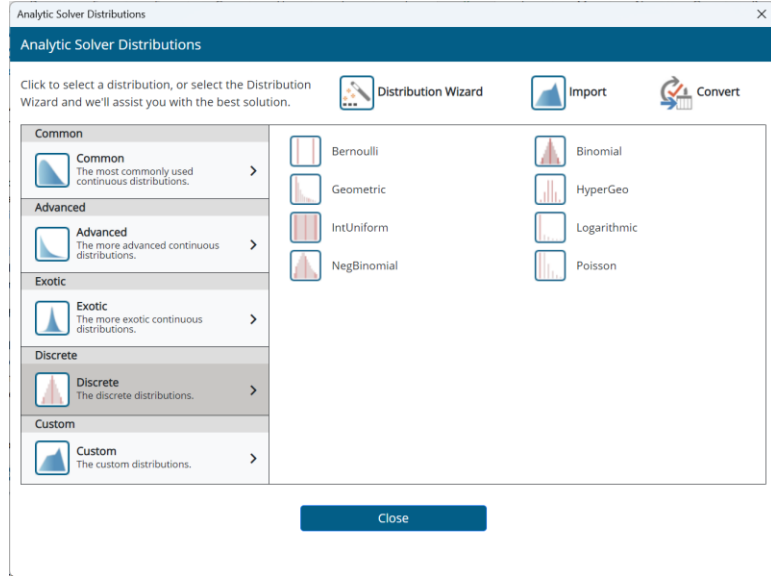 Analytic Solver Distributions
Analytic Solver Distributions
Click to select a distribution, or select the Distribution
Wizard and we'll assist you with the best solution.
Distribution Wizard
Import
Convert
Common
Common
The most commonly used
continuous distributions.
Advanced
Advanced
The more advanced continuous
distributions.
Exotic
Exotic
The more exotic continuous
distributions.
Discrete
Discrete
The discrete distributions.
Custom
Custom
The custom distributions.
Bernoulli
Binomial
Geometric
HyperGeo
IntUniform
Logarithmic
NegBinomial
Poisson
Close